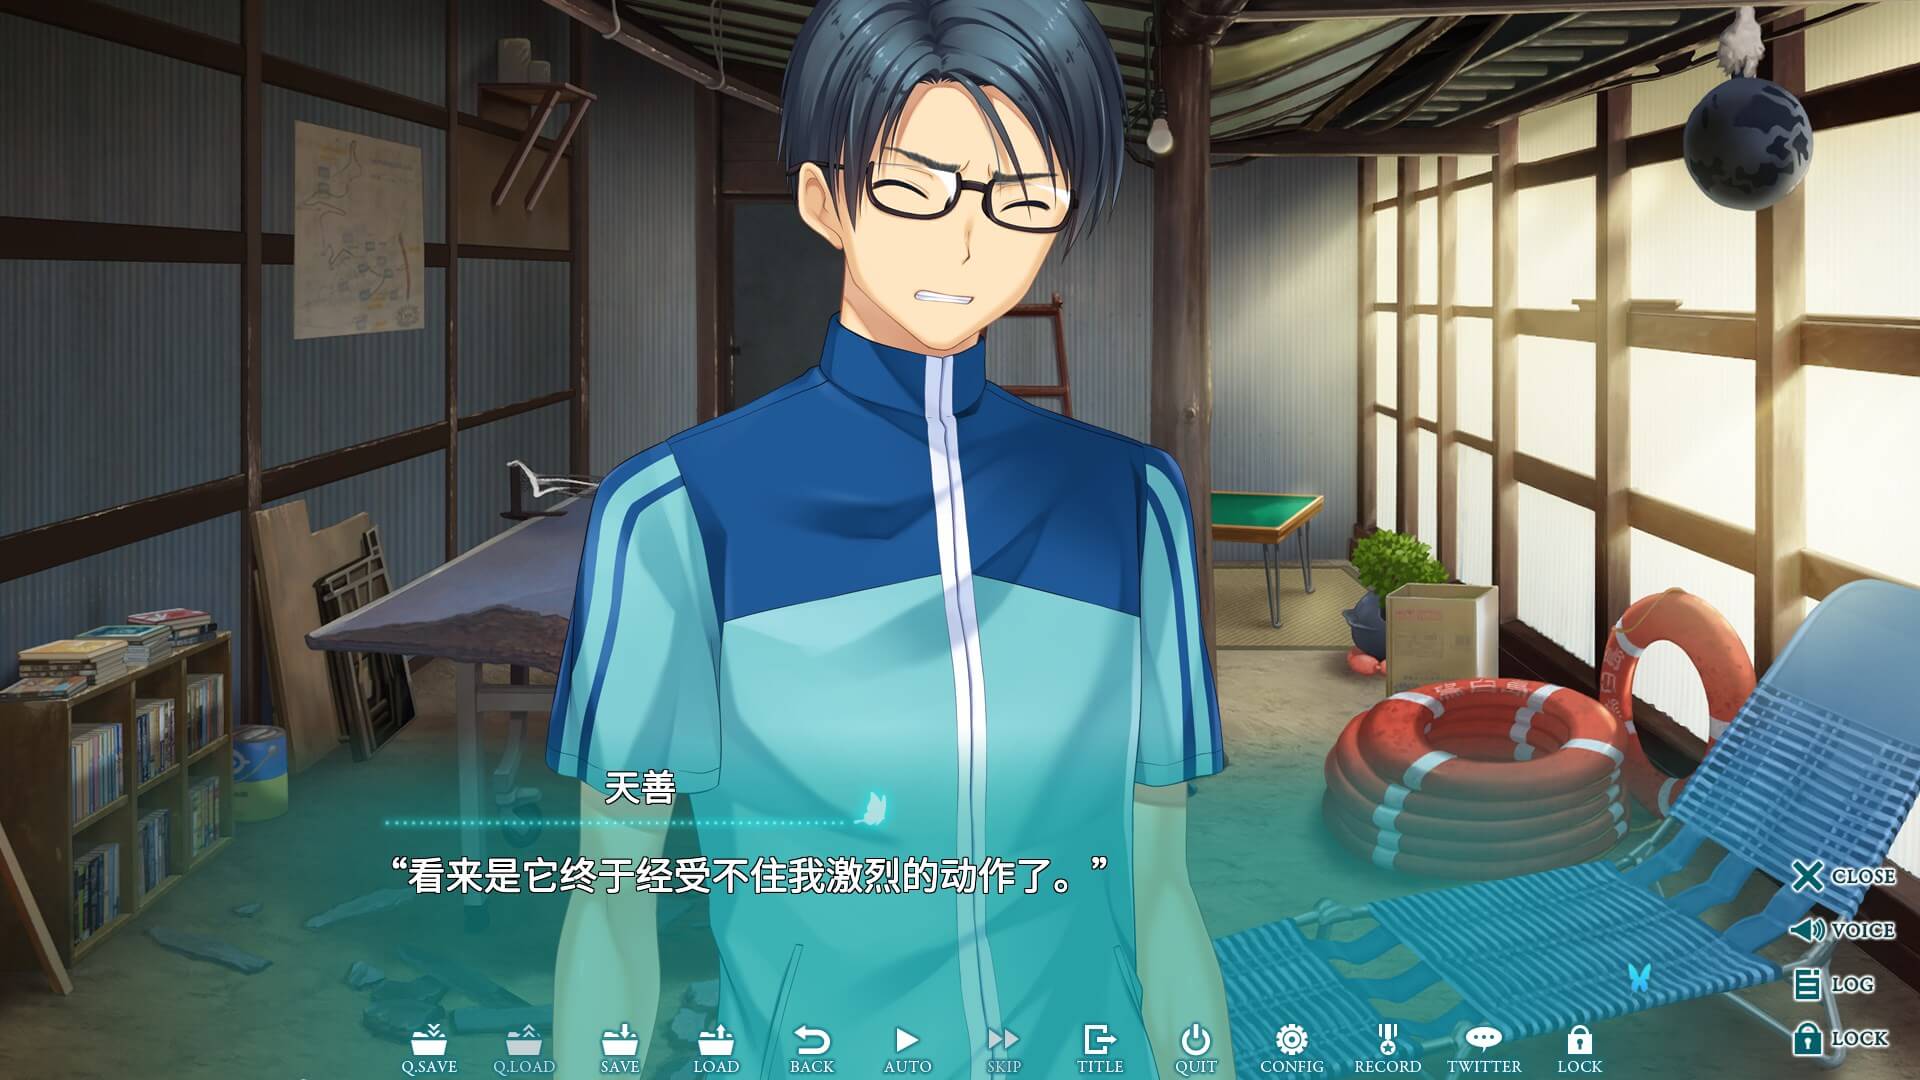 天善
“看来是它终于经受不住我激烈的动作了。”
CLOSE
VOICE
LOG
LOCK
Q.SAVE
Q.LOAD
SAVE
LOAD
BACK
AUTO
SKIP
TITLE
QUIT
CONFIG
RECORD
TWITTER
LOCK